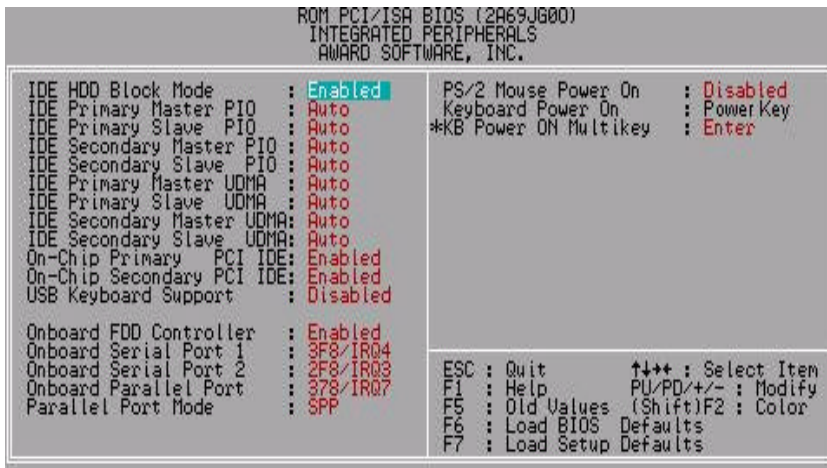 ROM PCI/ISA BIOS (2A69JG00)
INTEGRATED PERIPHERALS
AWARD SOFTWARE, INC.
IDE HDD Block Mode : Enabled
IDE Primary Master PIO : Auto
IDE Primary Slave PIO : Auto
IDE Secondary Master PIO : Auto
IDE Secondary Slave PIO : Auto
IDE Primary Master UDMA : Auto
IDE Primary Slave UDMA : Auto
IDE Secondary Master UDMA: Auto
IDE Secondary Slave UDMA: Auto
On-Chip Primary PCI IDE: Enabled
On-Chip Secondary PCI IDE: Enabled
USB Keyboard Support : Disabled
Onboard FDD Controller : Enabled
Onboard Serial Port 1 : 3F8/IRQ4
Onboard Serial Port 2 : 2F8/IRQ3
Onboard Parallel Port : 378/IRQ7
Parallel Port Mode : SPP
PS/2 Mouse Power On : Disabled
Keyboard Power On : Power Key
*KB Power ON Multikey : Enter
ESC : Quit ↑↓→← : Select Item
F1 : Help PU/PD/+/- : Modify
F5 : Old Values (Shift)F2 : Color
F6 : Load BIOS Defaults
F7 : Load Setup Defaults